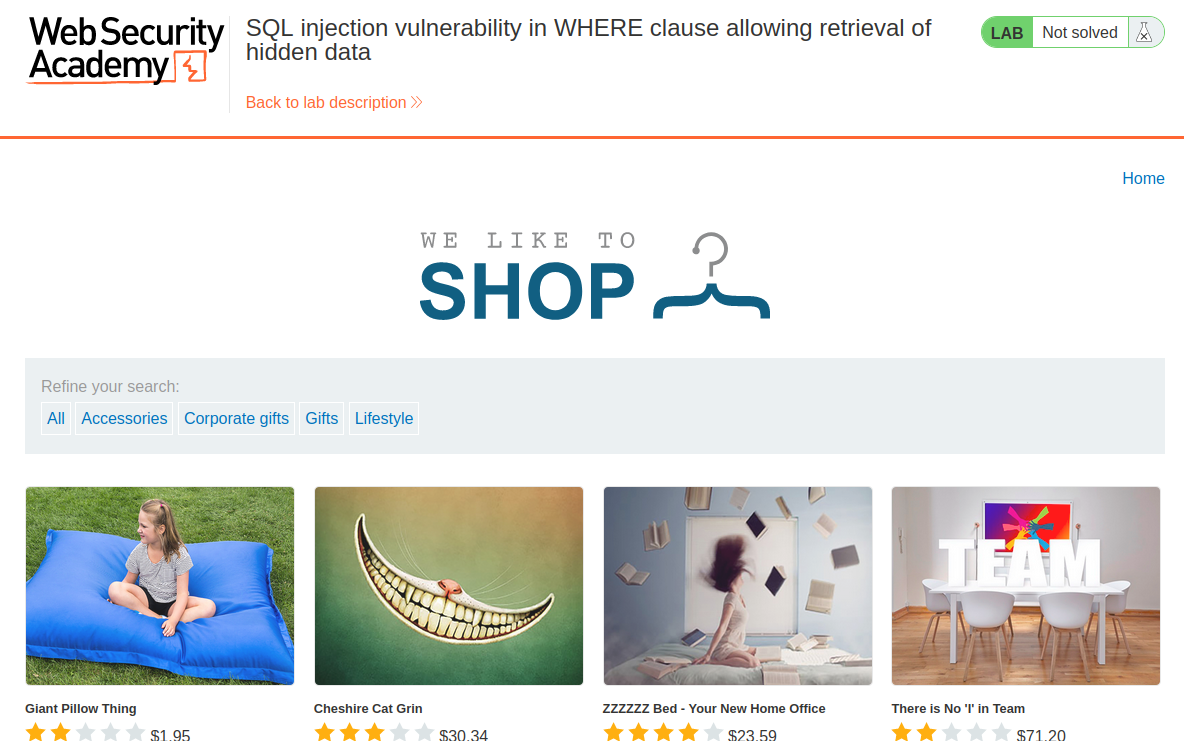 Web Security
Academy
SQL injection vulnerability in WHERE clause allowing retrieval of
hidden data
Back to lab description
LAB
Not solved
Home
WE LIKE TO
SHOP
Refine your search:
All
Accessories
Corporate gifts
Gifts
Lifestyle
TEAM
Giant Pillow Thing
Cheshire Cat Grin
ZZZZZZ Bed - Your New Home Office
There is No 'I' in Team
$1.95
$30.34
$23.59
$71.20